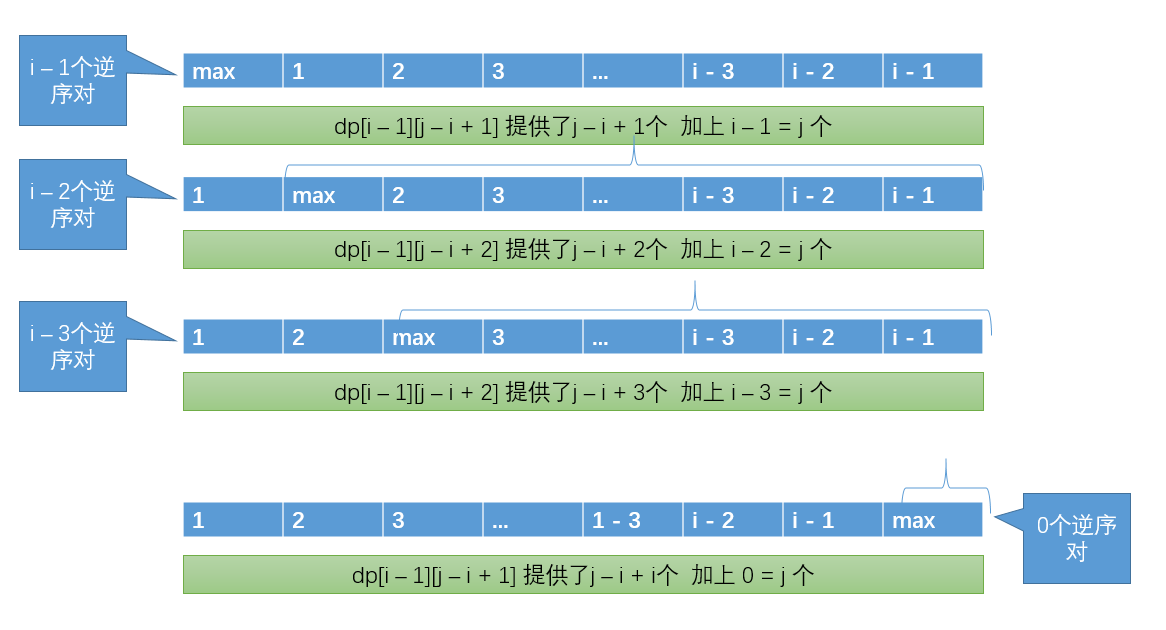 i – 1个逆
序对
max 1 2 3 ... i - 3 i - 2 i - 1
dp[i – 1][j – i + 1] 提供了j – i + 1个 加上 i – 1 = j 个
i – 2个逆
序对
1 max 2 3 ... i - 3 i - 2 i - 1
dp[i – 1][j – i + 2] 提供了j – i + 2个 加上 i – 2 = j 个
i – 3个逆
序对
1 2 max 3 ... i - 3 i - 2 i - 1
dp[i – 1][j – i + 2] 提供了j – i + 3个 加上 i – 3 = j 个
1 2 3 ... 1 - 3 i - 2 i - 1 max
0个逆序
对
dp[i – 1][j – i + 1] 提供了j – i + i个 加上 0 = j 个